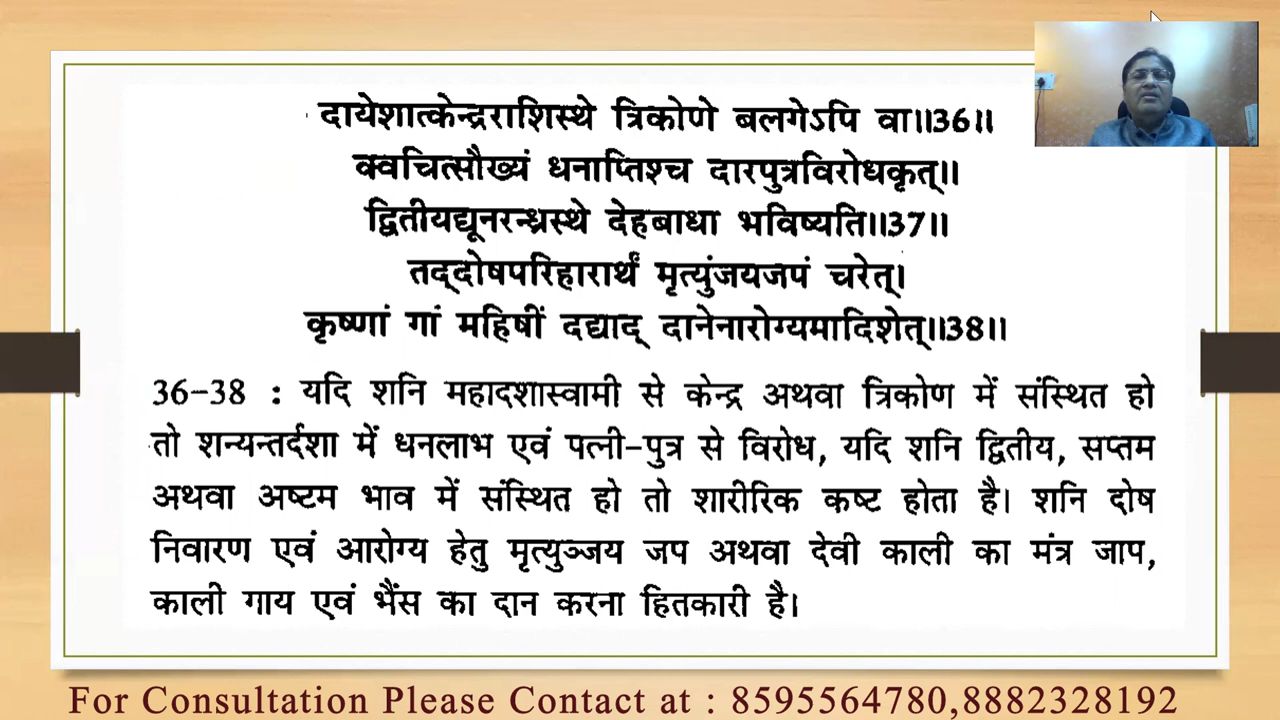 दायेशात्केन्द्रराशिस्थे त्रिकोणे बलगेऽपि वा॥36॥
क्वचित्सौख्यं धनाप्तिश्च दारपुत्रविरोधकृत्॥
द्वितीयद्यूनरन्ध्रस्थे देहबाधा भविष्यति॥37॥
तद्दोषपरिहारार्थं मृत्युंजयजपं चरेत्।
कृष्णां गां महिषीं दद्याद् दानेनारोग्यमादिशेत्॥38॥
36-38 : यदि शनि महादशास्वामी से केन्द्र अथवा त्रिकोण में संस्थित हो
तो शन्यन्तर्दशा में धनलाभ एवं पत्नी-पुत्र से विरोध, यदि शनि द्वितीय, सप्तम
अथवा अष्टम भाव में संस्थित हो तो शारीरिक कष्ट होता है। शनि दोष
निवारण एवं आरोग्य हेतु मृत्युञ्जय जप अथवा देवी काली का मंत्र जाप,
काली गाय एवं भैंस का दान करना हितकारी है।
For Consultation Please Contact at : 8595564780,8882328192